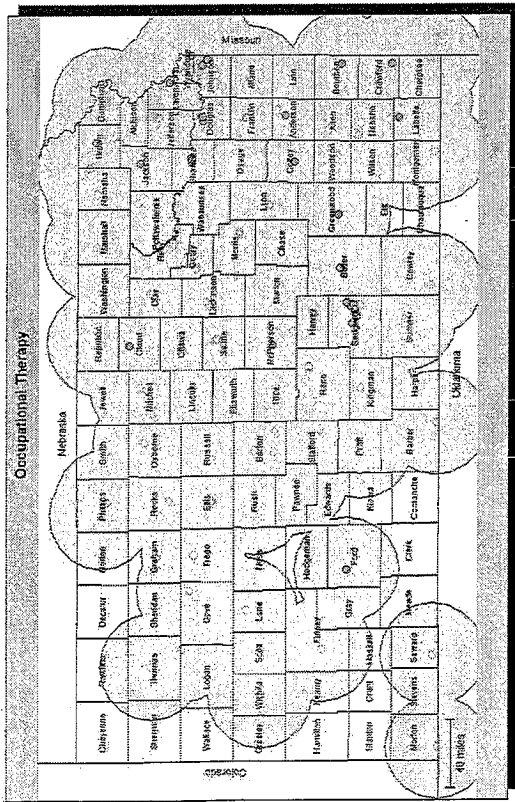 Occupational Therapy
Nebraska
Missouri
Colorado
Oklahoma
Cheyenne
Rawlins
Decatur
Norton
Phillips
Smith
Jewell
Republic
Washington
Marshall
Nemaha
Brown
Doniphan
Sherman
Thomas
Sheridan
Graham
Rooks
Osborne
Mitchell
Cloud
Clay
Pottawatomie
Jackson
Atchison
Jefferson
Leavenworth
Wyandotte
Wallace
Logan
Gove
Trego
Ellis
Russell
Lincoln
Ottawa
Dickinson
Geary
Wabaunsee
Shawnee
Douglas
Johnson
Greeley
Wichita
Scott
Lane
Ness
Rush
Barton
Ellsworth
Saline
Morris
Osage
Franklin
Miami
Rice
McPherson
Marion
Chase
Lyon
Coffey
Anderson
Linn
Hamilton
Kearny
Finney
Hodgeman
Pawnee
Edwards
Stafford
Reno
Harvey
Butler
Greenwood
Woodson
Allen
Bourbon
Stanton
Grant
Haskell
Gray
Ford
Kiowa
Pratt
Kingman
Sedgwick
Elk
Wilson
Neosho
Crawford
Morton
Stevens
Seward
Meade
Clark
Comanche
Barber
Harper
Sumner
Cowley
Chautauqua
Montgomery
Labette
Cherokee
40 miles